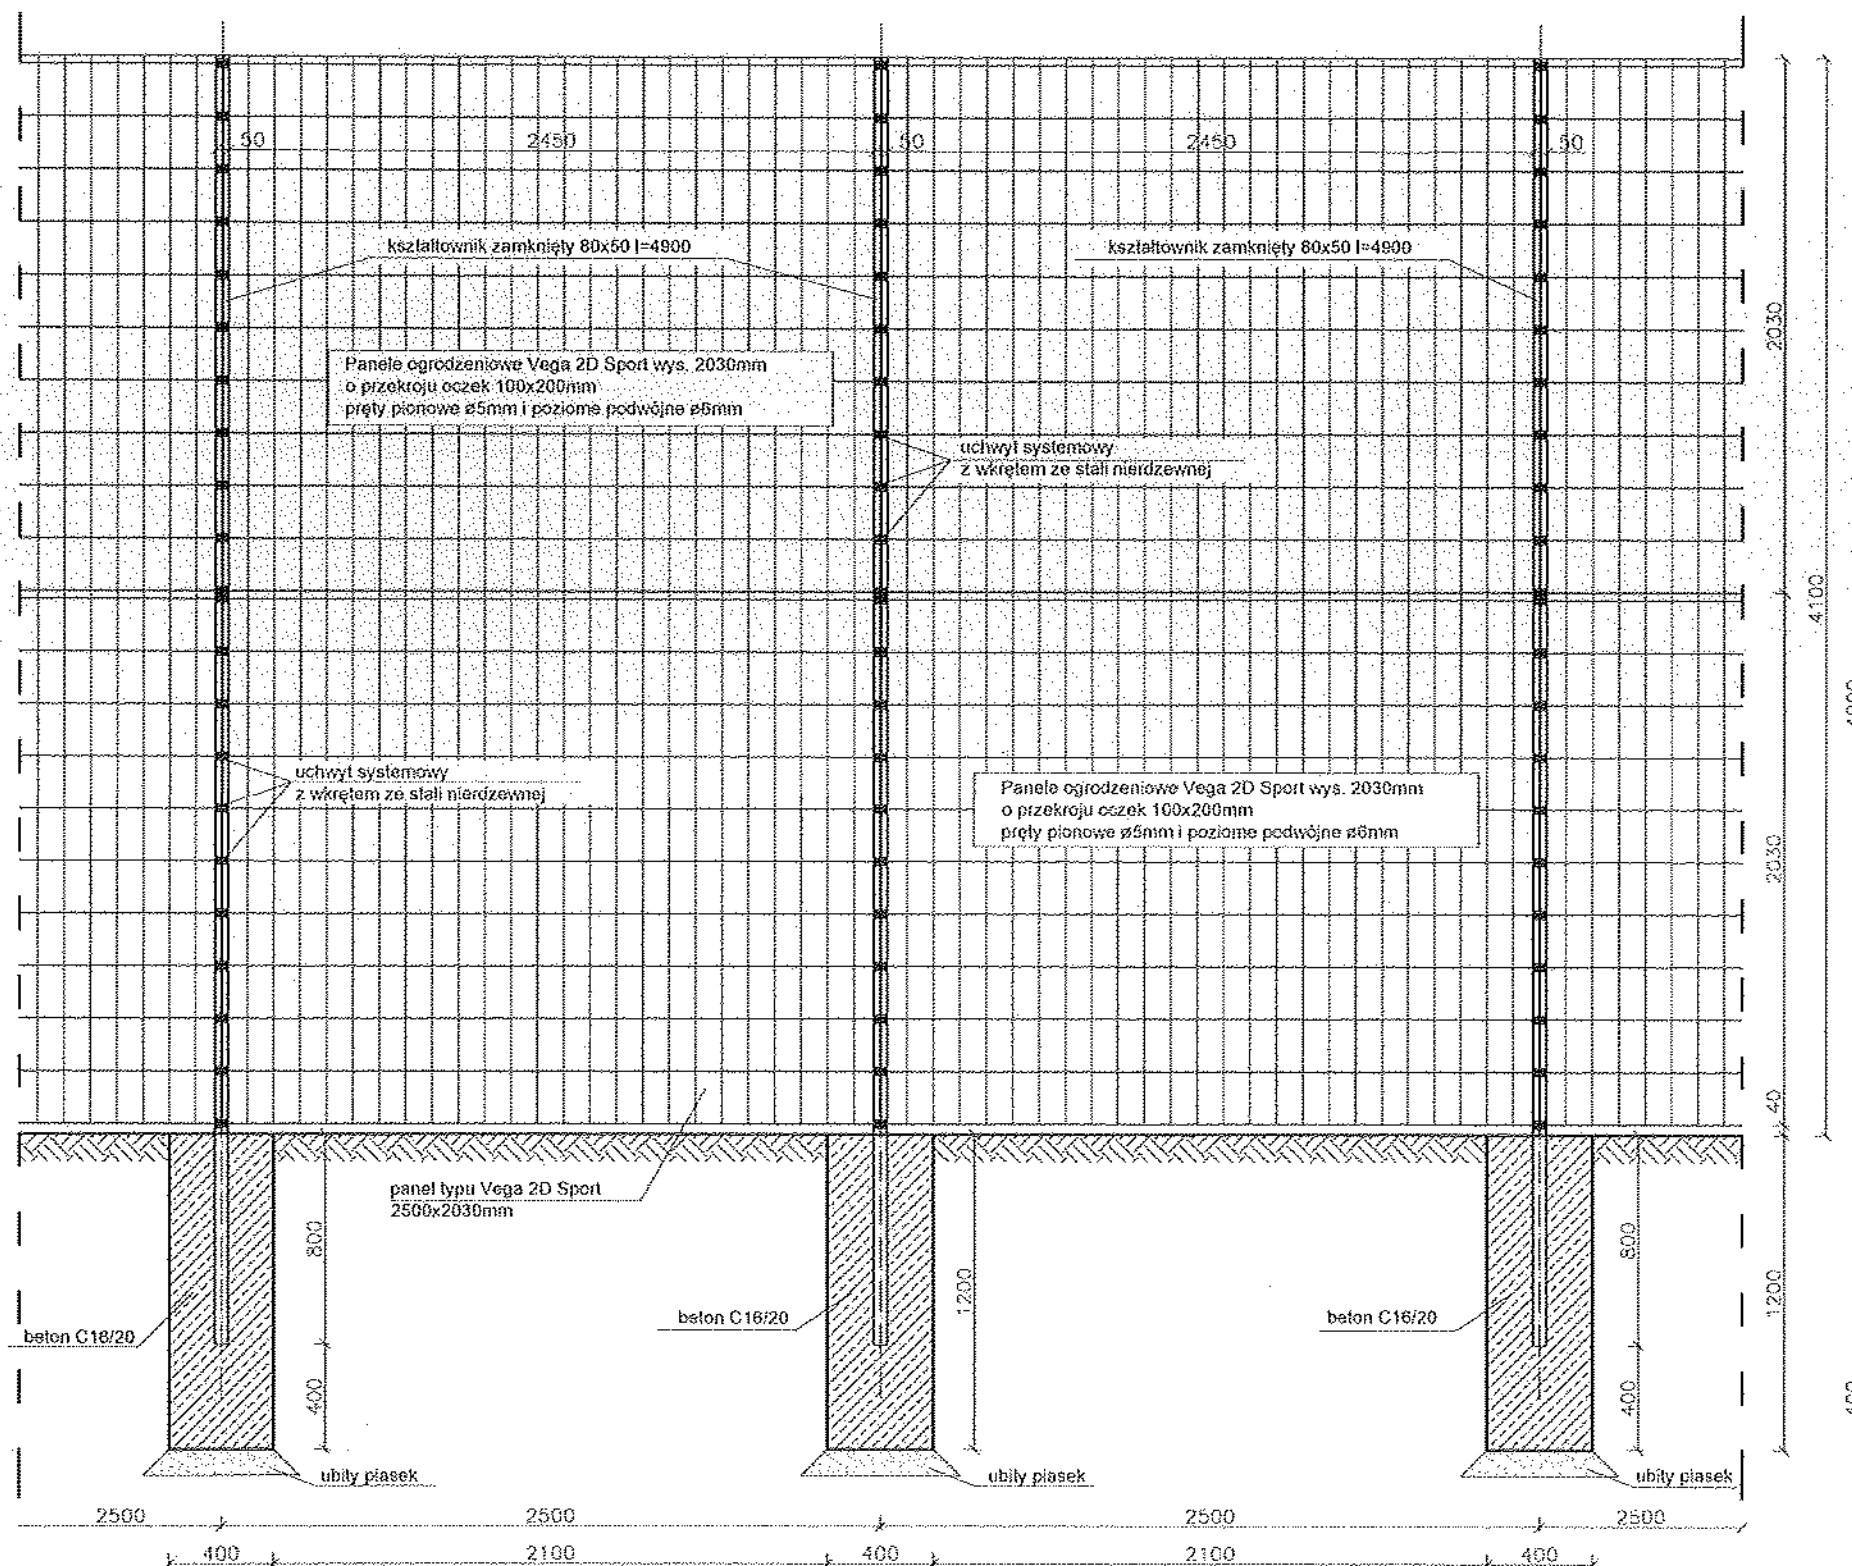 50
2450
50
2450
50
kształtownik zamknięty 80x50 l=4900
kształtownik zamknięty 80x50 l=4900
2030
Panele ogrodzeniowe Vega 2D Sport wys. 2030mm
o przekroju oczek 100x200mm
pręty pionowe ø5mm i poziome podwójne ø6mm
uchwyt systemowy
z wkrętem ze stali nierdzewnej
4100
uchwyt systemowy
z wkrętem ze stali nierdzewnej
Panele ogrodzeniowe Vega 2D Sport wys. 2030mm
o przekroju oczek 100x200mm
pręty pionowe ø5mm i poziome podwójne ø6mm
2030
40
panel typu Vega 2D Sport
2500x2030mm
800
800
1200
1200
beton C16/20
beton C16/20
beton C16/20
400
400
ubity piasek
ubity piasek
ubity piasek
2500
2500
2500
2500
400
2100
400
2100
400